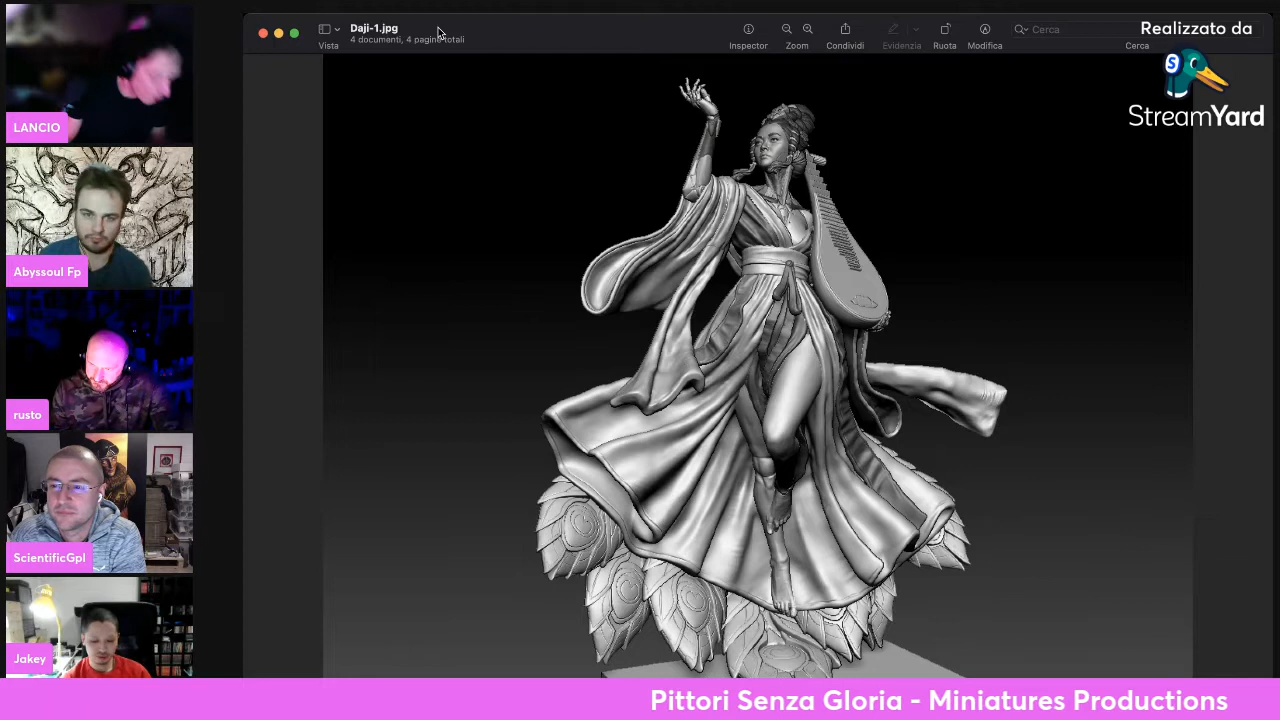 LANCIO
Abyssoul Fp
rusto
ScientificGpl
Jakey
Daji-1.jpg
4 documenti, 4 pagine totali
Vista
Inspector
Zoom
Condividi
Evidenzia
Ruota
Modifica
Cerca
Cerca
Realizzato da
S
StreamYard
Pittori Senza Gloria - Miniatures Productions